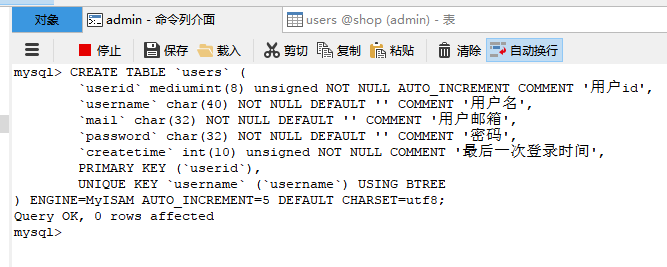 对象 admin - 命令列介面 users @shop (admin) - 表
停止 保存 载入 剪切 复制 粘贴 清除 自动换行
mysql> CREATE TABLE `users` (
`userid` mediumint(8) unsigned NOT NULL AUTO_INCREMENT COMMENT '用户id',
`username` char(40) NOT NULL DEFAULT '' COMMENT '用户名',
`mail` char(32) NOT NULL DEFAULT '' COMMENT '用户邮箱',
`password` char(32) NOT NULL DEFAULT '' COMMENT '密码',
`createtime` int(10) unsigned NOT NULL COMMENT '最后一次登录时间',
PRIMARY KEY (`userid`),
UNIQUE KEY `username` (`username`) USING BTREE
) ENGINE=MyISAM AUTO_INCREMENT=5 DEFAULT CHARSET=utf8;
Query OK, 0 rows affected
mysql>